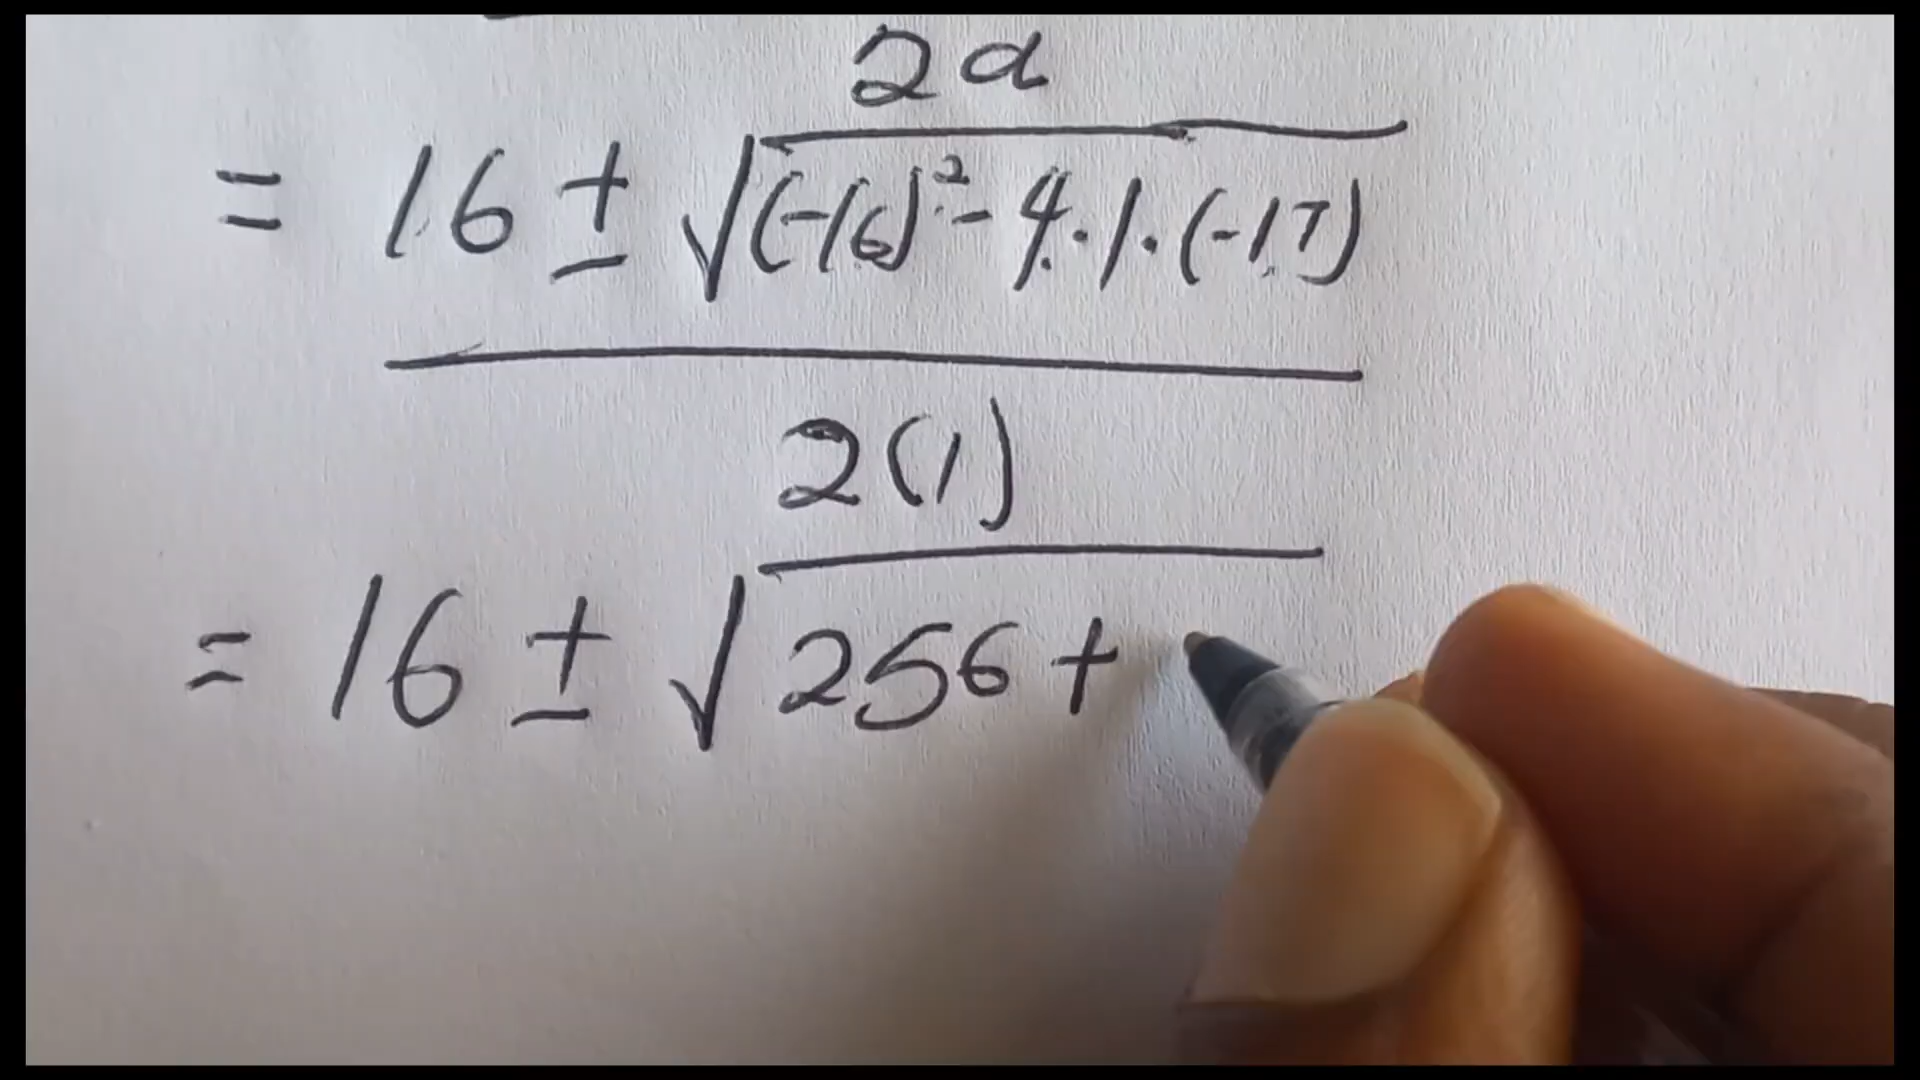 2a
= 16 ± √(-16)² - 4·1·(-17)
2(1)
= 16 ± √256 +